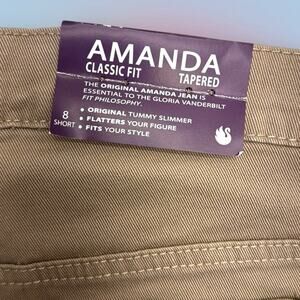 AMANDA
CLASSIC FIT TAPERED
THE ORIGINAL AMANDA JEAN IS
ESSENTIAL TO THE GLORIA VANDERBILT
FIT PHILOSOPHY.
8
SHORT
• ORIGINAL TUMMY SLIMMER
• FLATTERS YOUR FIGURE
• FITS YOUR STYLE